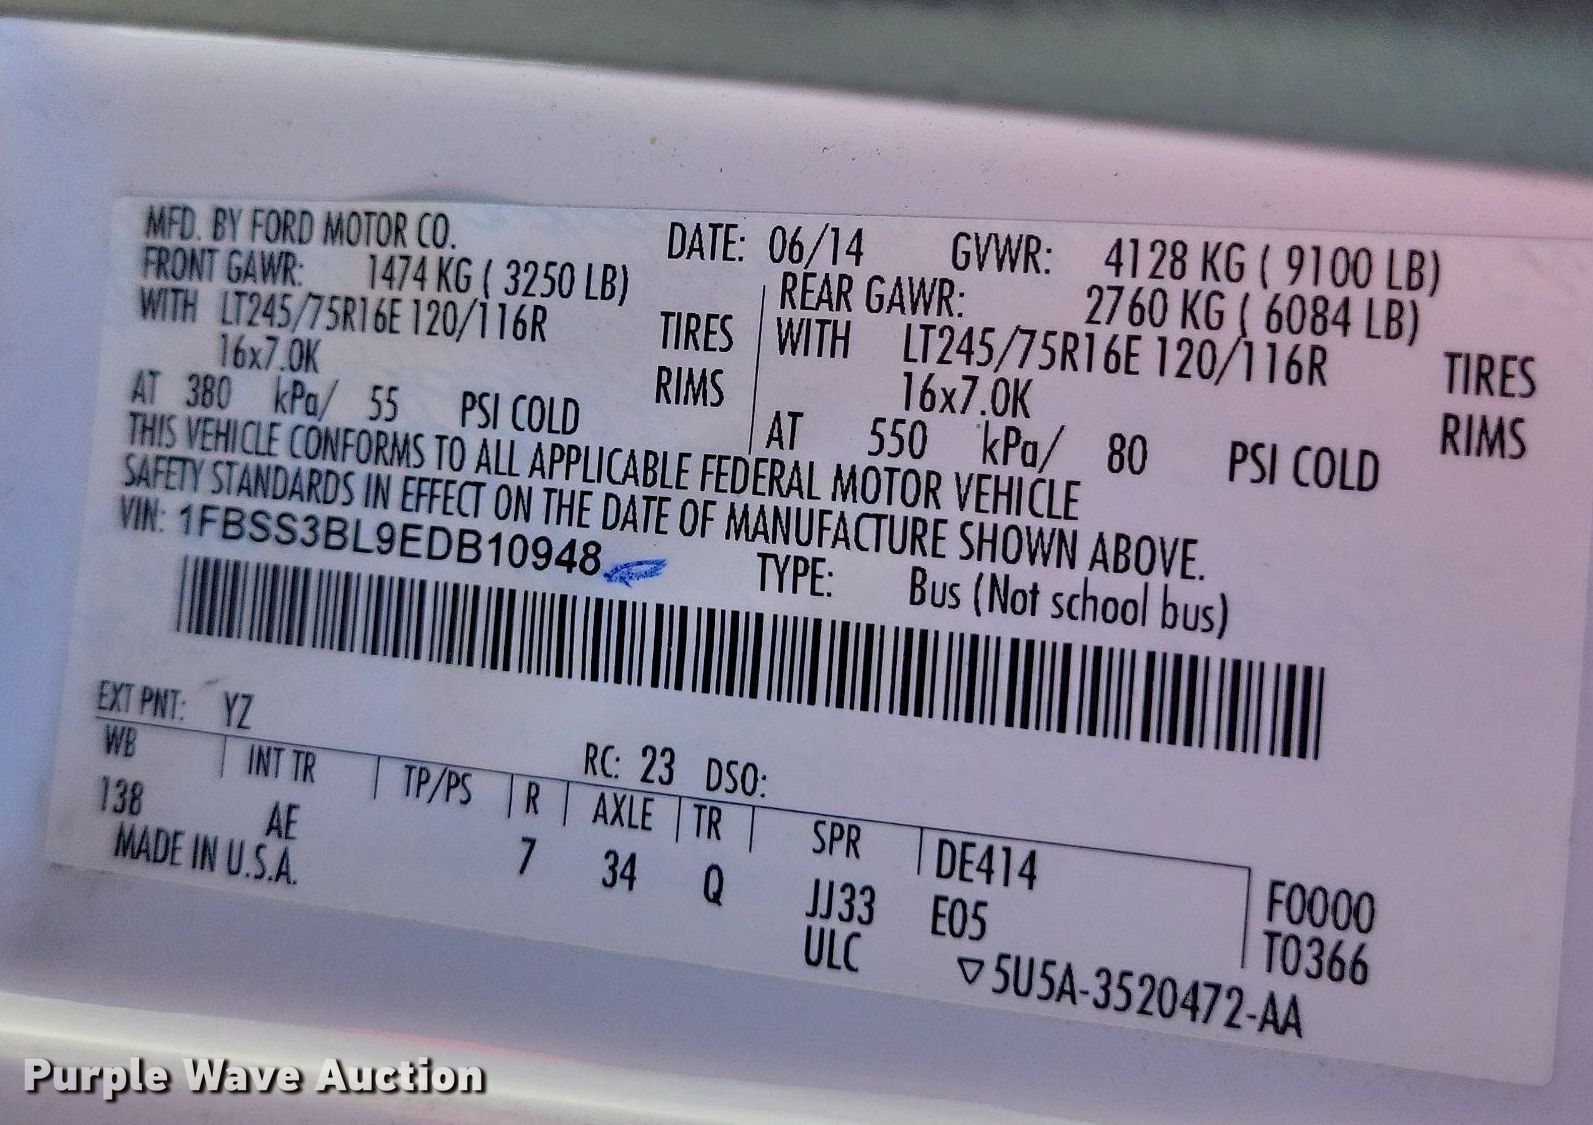 MFD. BY FORD MOTOR CO. DATE: 06/14 GVWR: 4128 KG ( 9100 LB)
FRONT GAWR: 1474 KG ( 3250 LB) REAR GAWR: 2760 KG ( 6084 LB)
WITH LT245/75R16E 120/116R TIRES WITH LT245/75R16E 120/116R TIRES
16x7.0K RIMS 16x7.0K RIMS
AT 380 kPa/ 55 PSI COLD AT 550 kPa/ 80 PSI COLD
THIS VEHICLE CONFORMS TO ALL APPLICABLE FEDERAL MOTOR VEHICLE
SAFETY STANDARDS IN EFFECT ON THE DATE OF MANUFACTURE SHOWN ABOVE.
VIN: 1FBSS3BL9EDB10948 TYPE: Bus (Not school bus)
EXT PNT: YZ RC: 23 DSO:
WB INT TR TP/PS R AXLE TR SPR DE414
138 AE 7 34 Q JJ33 E05 F0000
MADE IN U.S.A. ULC T0366
▽5U5A-3520472-AA
Purple Wave Auction